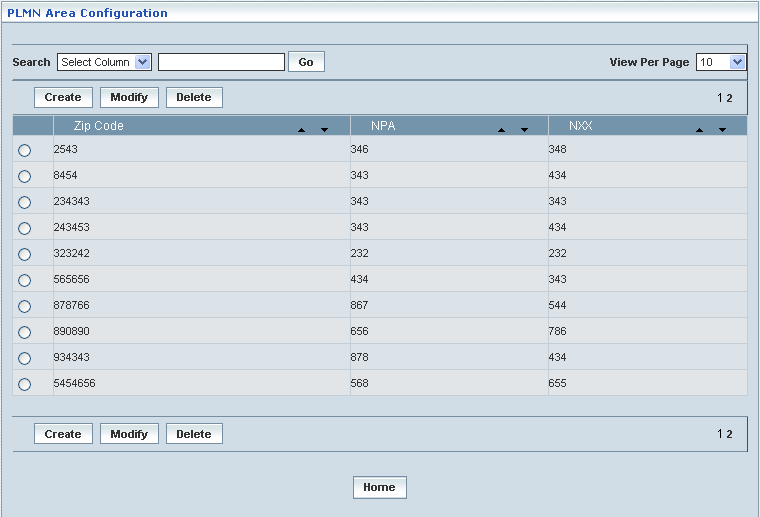 PLMN Area Configuration
Search Select Column Go View Per Page 10
Create Modify Delete 1 2
Zip Code NPA NXX
2543 346 348
8454 343 434
234343 343 343
243453 343 434
323242 232 232
565656 434 343
878766 867 544
890890 656 786
934343 878 434
5454656 568 655
Create Modify Delete 1 2
Home